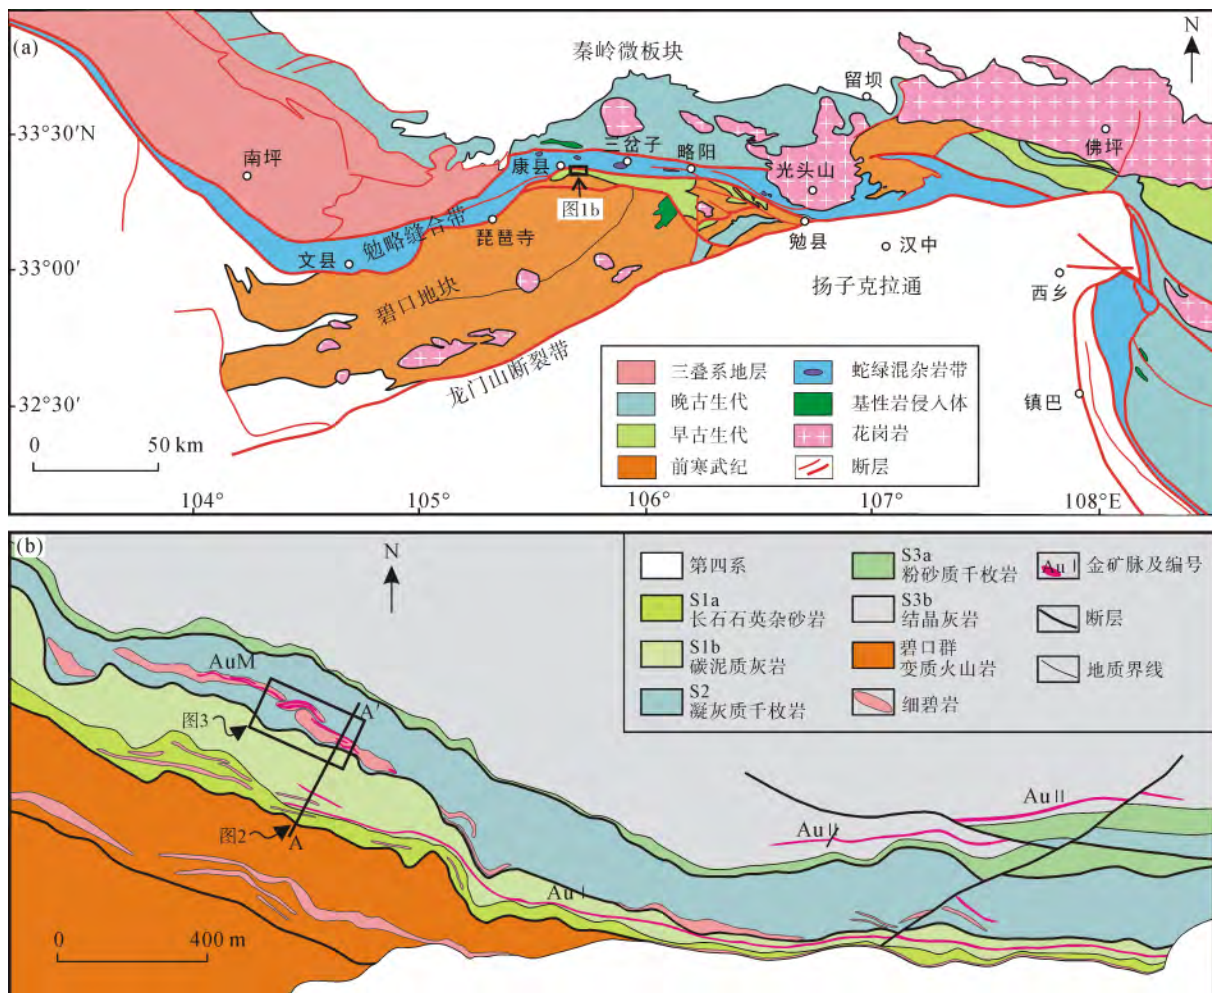 (a)
秦岭微板块
N
留坝
33°30′N
三岔子
南坪
康县
略阳
佛坪
光头山
图1b
勉略缝合带
琵琶寺
勉县
汉中
文县
33°00′
西乡
碧口地块
扬子克拉通
龙门山断裂带
三叠系地层
蛇绿混杂岩带
晚古生代
基性岩侵入体
镇巴
32°30′
早古生代
花岗岩
0 50 km
前寒武纪
断层
104° 105° 106° 107° 108°E
(b)
N
第四系
S3a
粉砂质千枚岩
Au I
金矿脉及编号
S1a
长石石英杂砂岩
S3b
结晶灰岩
断层
S1b
碳泥质灰岩
碧口群
变质火山岩
地质界线
S2
凝灰质千枚岩
细碧岩
AuM
A′
图3
Au II
Au II
图2
A
Au I
0 400 m